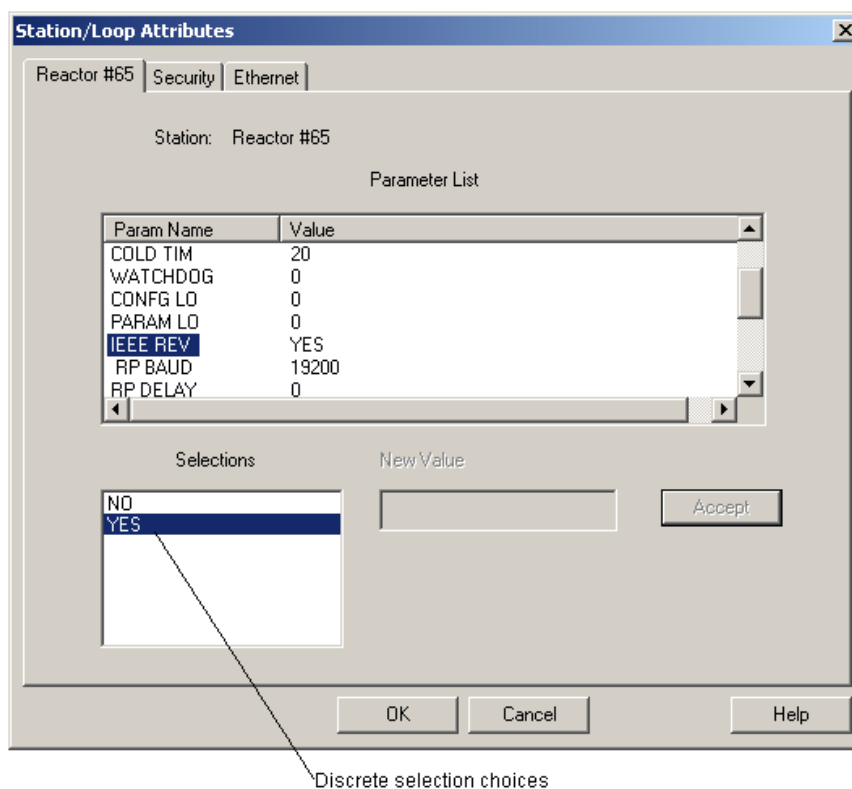 Station/Loop Attributes
Reactor #65 Security Ethernet
Station: Reactor #65
Parameter List
Param Name Value
COLD TIM 20
WATCHDOG 0
CONFG LO 0
PARAM LO 0
IEEE REV YES
RP BAUD 19200
RP DELAY 0
Selections New Value
NO
YES
Accept
OK Cancel Help
Discrete selection choices